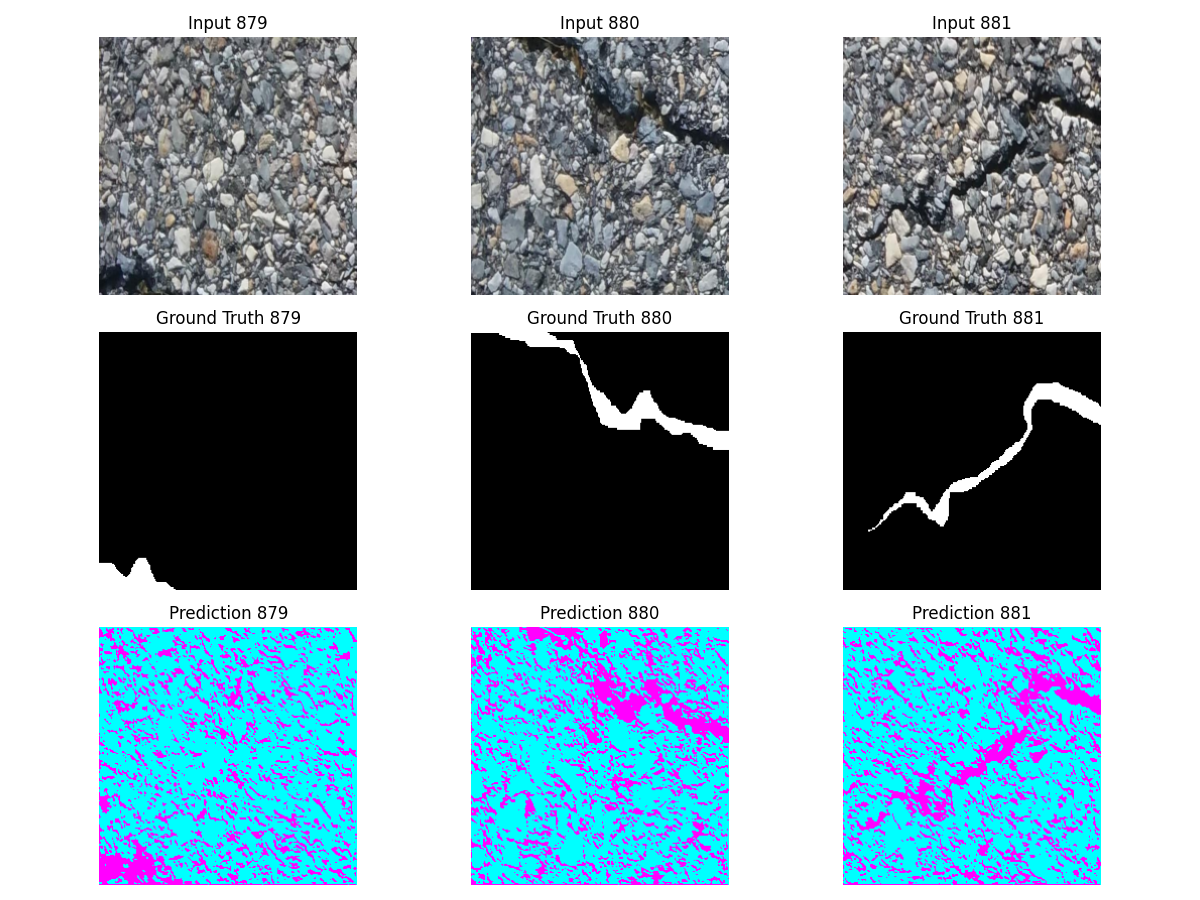 Input 879
Input 880
Input 881
Ground Truth 879
Ground Truth 880
Ground Truth 881
Prediction 879
Prediction 880
Prediction 881